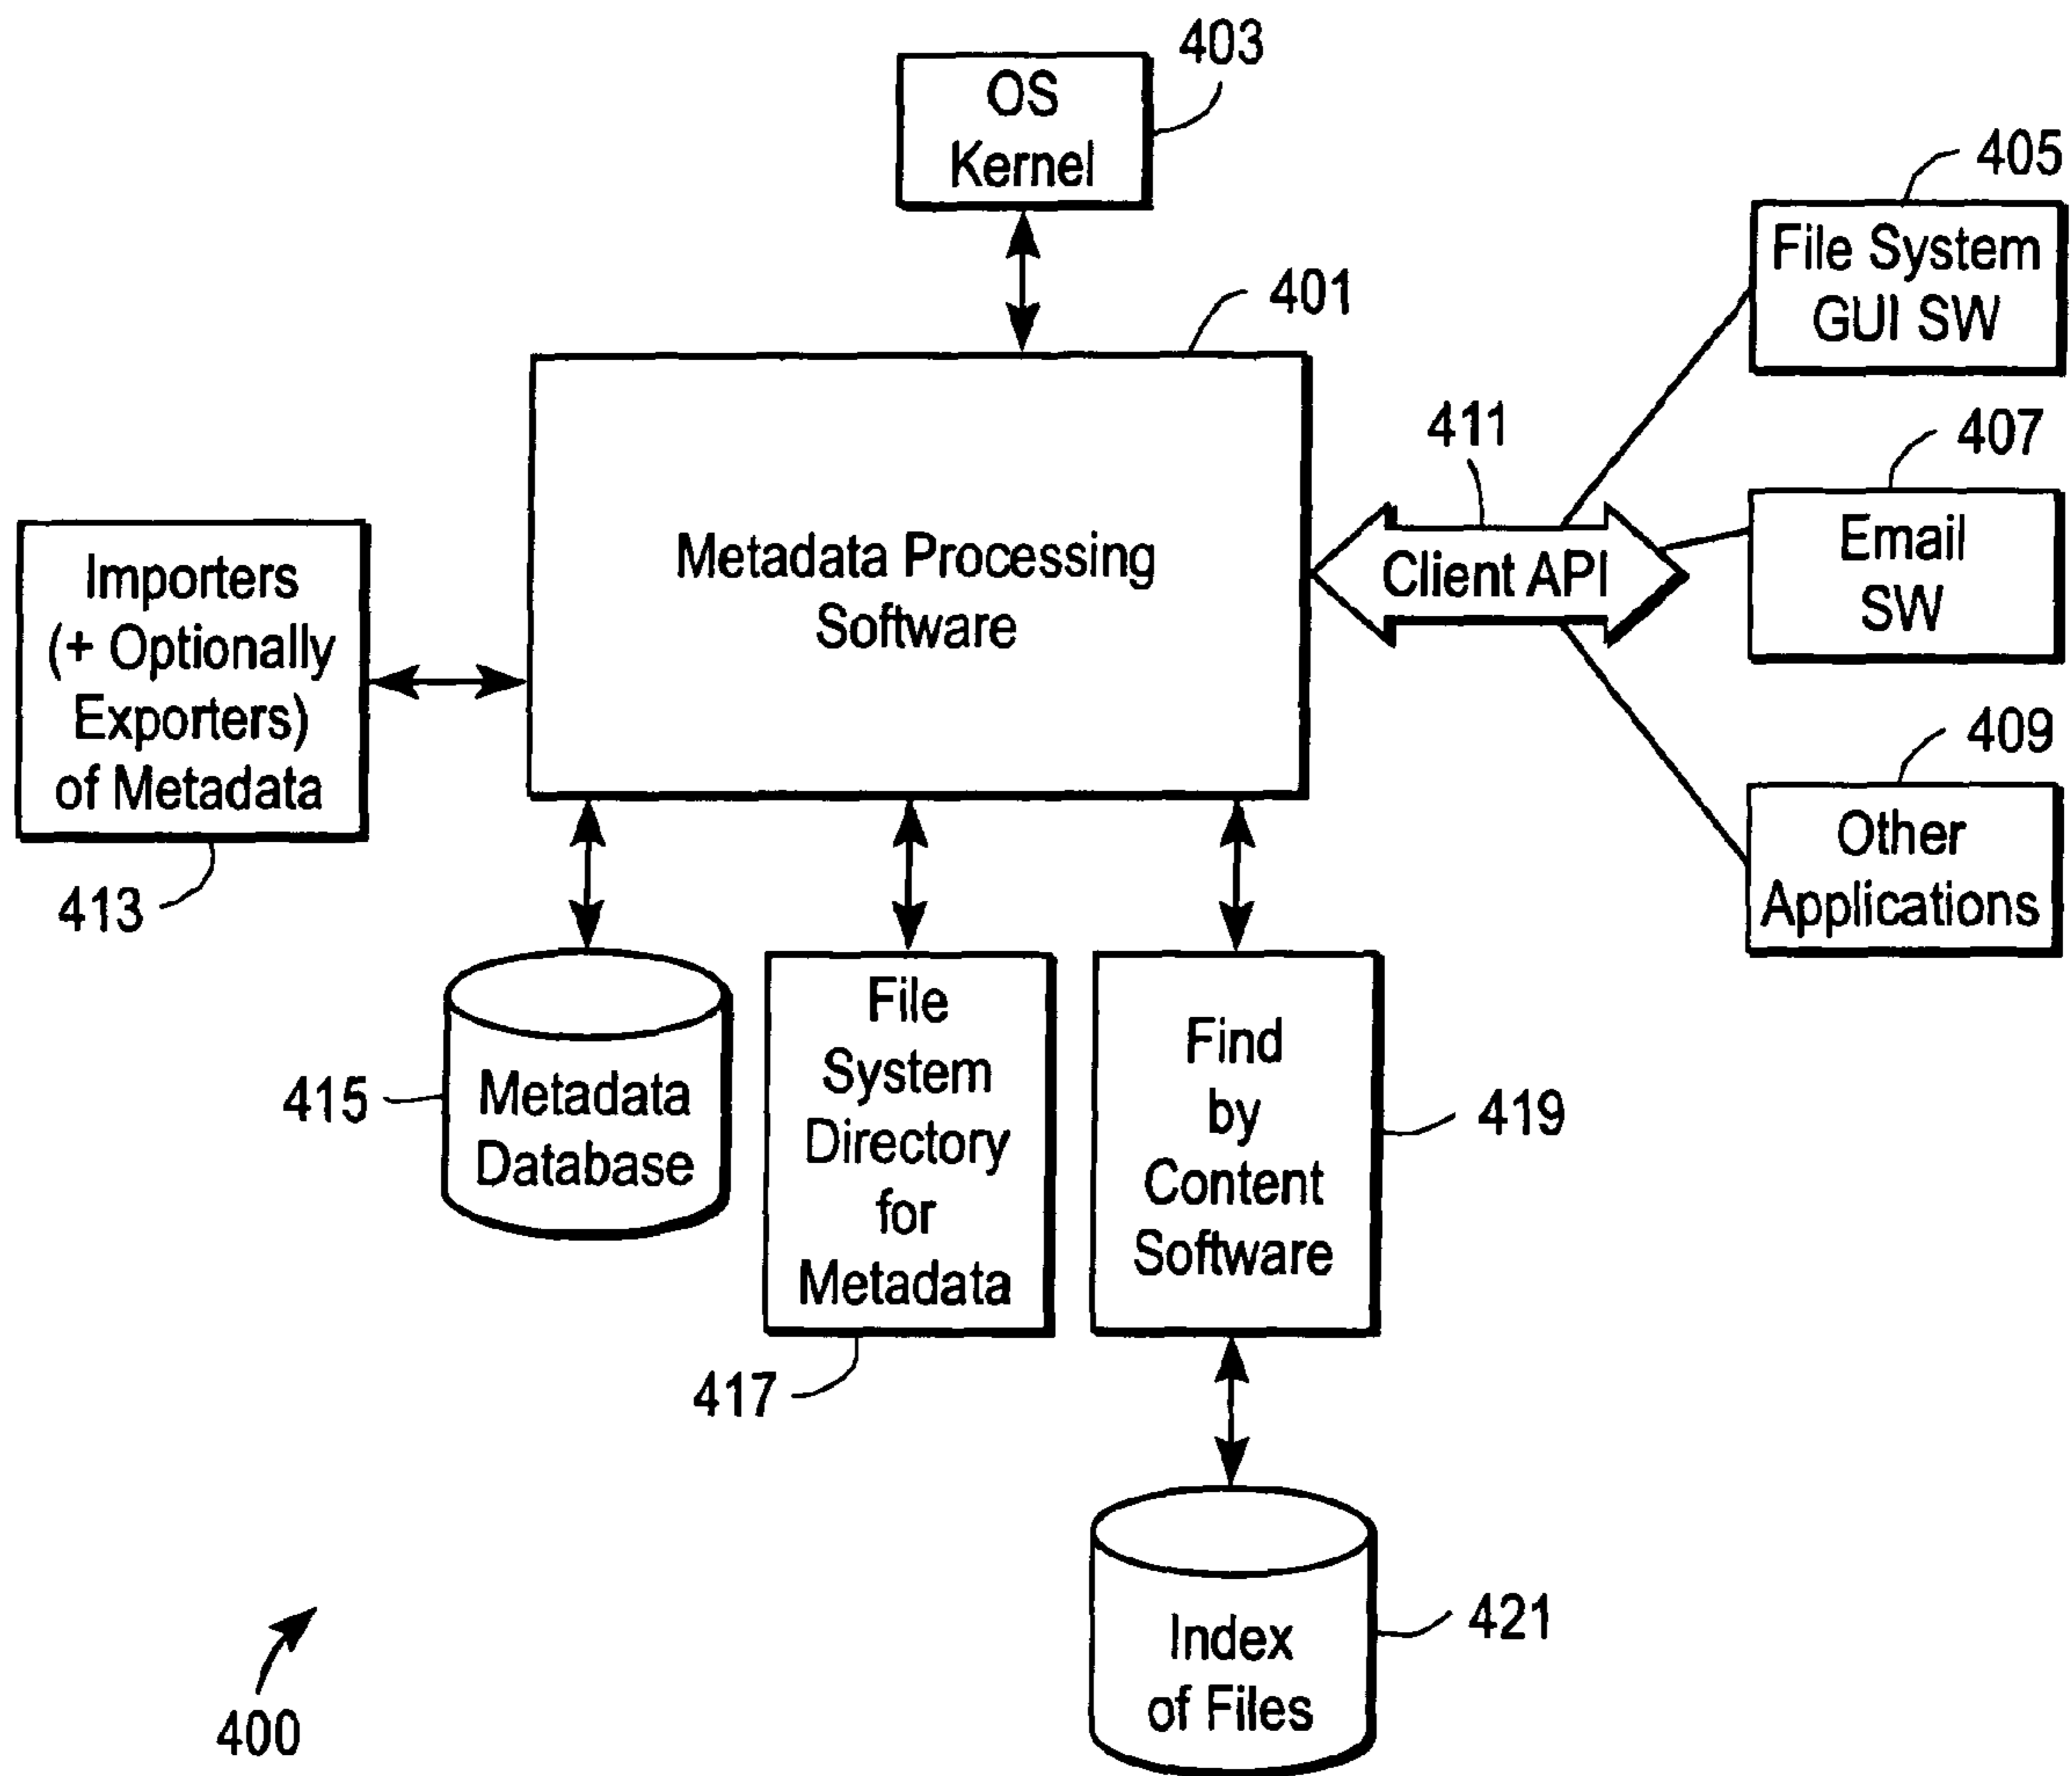 403
OS
Kernel
405
File System
GUI SW
401
411
407
Client API
Email
SW
Metadata Processing
Software
Importers
(+ Optionally
Exporters)
of Metadata
413
409
Other
Applications
415
Metadata
Database
File
System
Directory
for
Metadata
417
Find
by
Content
Software
419
421
Index
of Files
400